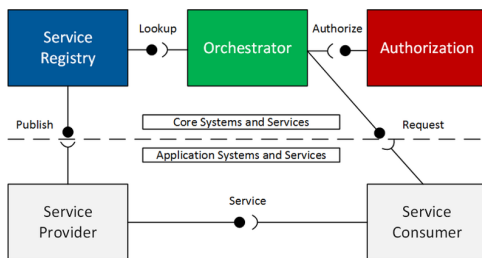 Service
Registry
Lookup
Orchestrator
Authorize
Authorization
Publish
Core Systems and Services
Request
Application Systems and Services
Service
Provider
Service
Service
Consumer